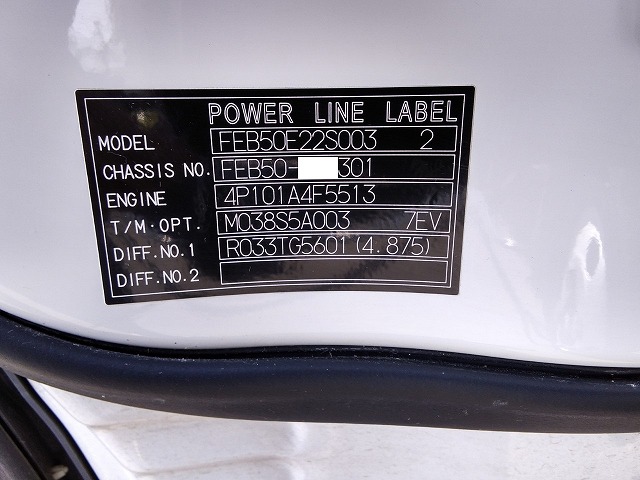 POWER LINE LABEL
MODEL FEB50E22S003 2
CHASSIS NO. FEB50- 301
ENGINE 4P101A4F5513
T/M·OPT. M038S5A003 7EV
DIFF.NO.1 R033TG5601(4.875)
DIFF.NO.2